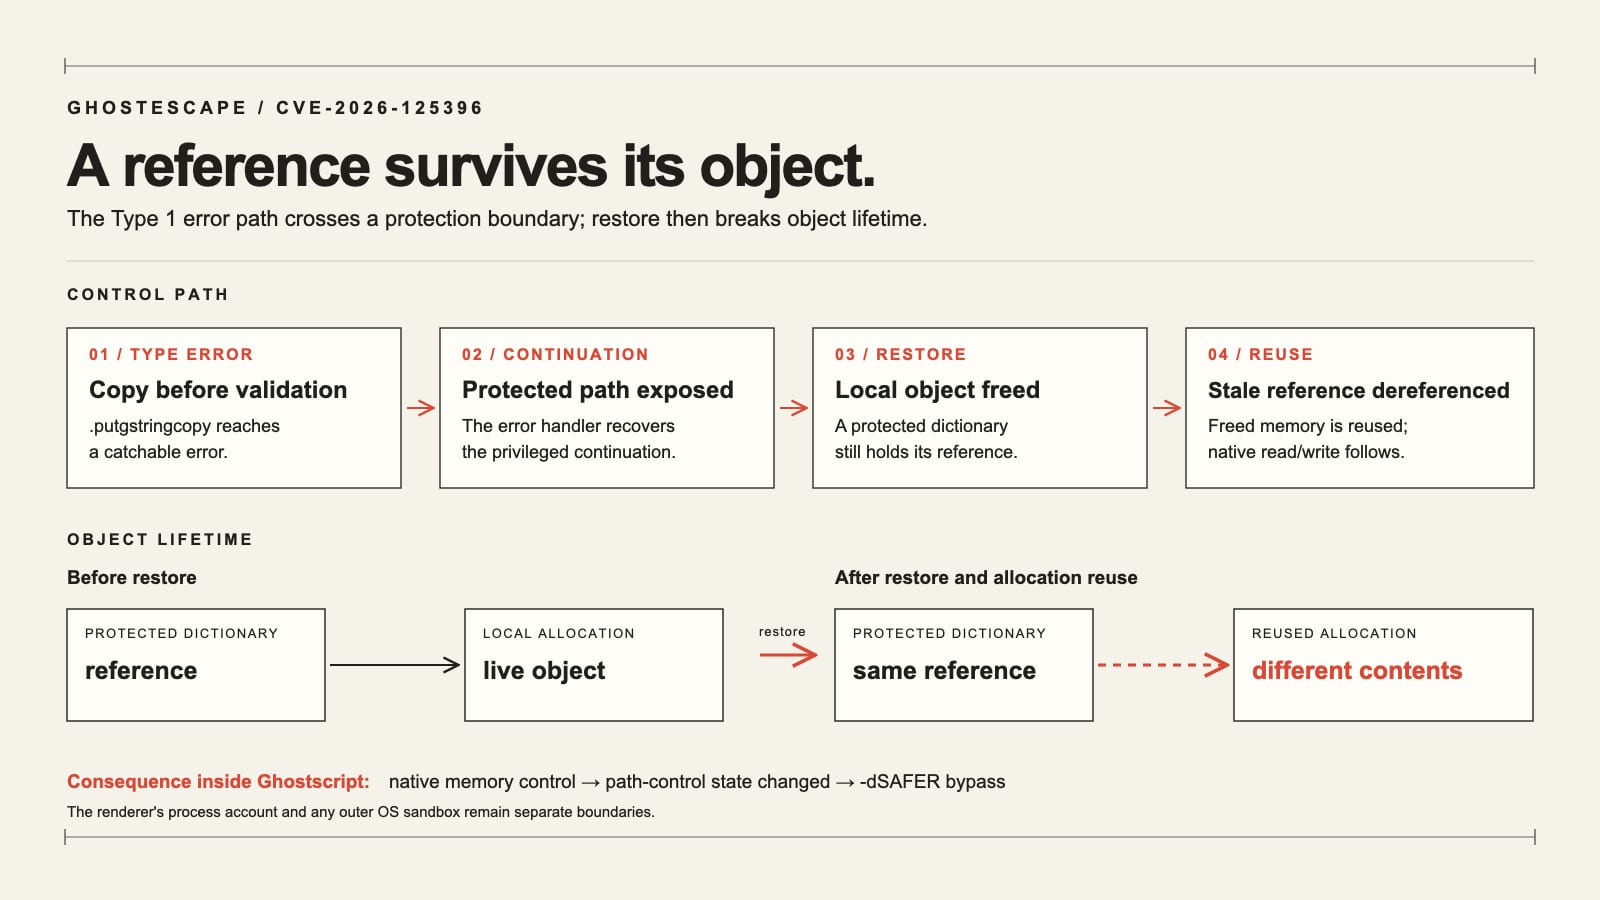 GHOSTESCAPE / CVE-2026-125396
A reference survives its object.
The Type 1 error path crosses a protection boundary; restore then breaks object lifetime.
CONTROL PATH
01 / TYPE ERROR
Copy before validation
.putgstringcopy reaches
a catchable error.
02 / CONTINUATION
Protected path exposed
The error handler recovers
the privileged continuation.
03 / RESTORE
Local object freed
A protected dictionary
still holds its reference.
04 / REUSE
Stale reference dereferenced
Freed memory is reused;
native read/write follows.
OBJECT LIFETIME
Before restore
PROTECTED DICTIONARY
reference
LOCAL ALLOCATION
live object
restore
After restore and allocation reuse
PROTECTED DICTIONARY
same reference
REUSED ALLOCATION
different contents
Consequence inside Ghostscript: native memory control → path-control state changed → -dSAFER bypass
The renderer's process account and any outer OS sandbox remain separate boundaries.